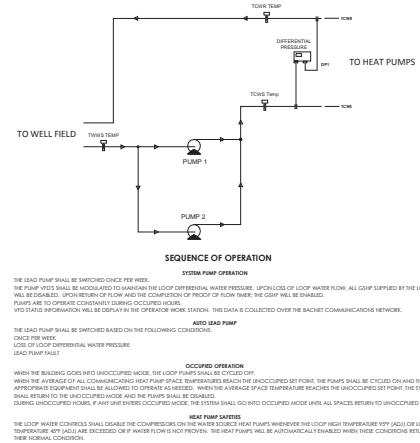 TCWR TEMP
TCWR
DIFFERENTIAL
PRESSURE
DP1
TO HEAT PUMPS
TCWS Temp
TCWS
TO WELL FIELD
TWWS TEMP
PUMP 1
PUMP 2
SEQUENCE OF OPERATION
SYSTEM PUMP OPERATION
THE LEAD PUMP SHALL BE SWITCHED ONCE PER WEEK.
THE PUMP VFD'S SHALL BE MODULATED TO MAINTAIN THE LOOP DIFFERENTIAL WATER PRESSURE. UPON LOSS OF LOOP WATER FLOW, ALL GSHP SUPPLIED BY THE LO
WILL BE DISABLED. UPON RETURN OF FLOW AND THE COMPLETION OF PROOF OF FLOW TIMER; THE GSHP WILL BE ENABLED.
PUMPS ARE TO OPERATE CONSTANTLY DURING OCCUPIED HOURS.
VFD STATUS INFORMATION WILL BE DISPLAY IN THE OPERATOR WORK STATION. THIS DATA IS COLLECTED OVER THE BACNET COMMUNICATIONS NETWORK.
AUTO LEAD PUMP
THE LEAD PUMP SHALL BE SWITCHED BASED ON THE FOLLOWING CONDITIONS:
ONCE PER WEEK
LOSS OF LOOP DIFFERENTIAL WATER PRESSURE
LEAD PUMP FAULT
OCCUPIED OPERATION
WHEN THE BUILDING GOES INTO UNOCCUPIED MODE, THE LOOP PUMPS SHALL BE CYCLED OFF.
WHEN THE AVERAGE OF ALL COMMUNICATING HEAT PUMP SPACE TEMPERATURES REACH THE UNOCCUPIED SET POINT, THE PUMPS SHALL BE CYCLED ON AND TH
APPROPRIATE EQUIPMENT SHALL BE ALLOWED TO OPERATE AS NEEDED. WHEN THE AVERAGE SPACE TEMPERATURE REACHES THE UNOCCUPIED SET POINT, THE SY
SHALL RETURN TO THE UNOCCUPIED MODE AND THE PUMPS SHALL BE DISABLED.
DURING UNOCCUPIED HOURS, IF ANY UNIT ENTERS OCCUPIED MODE, THE SYSTEM SHALL GO INTO OCCUPIED MODE UNTIL ALL SPACES RETURN TO UNOCCUPIED
HEAT PUMP SAFETIES
THE LOOP WATER CONTROLS SHALL DISABLE THE COMPRESSORS ON THE WATER SOURCE HEAT PUMPS WHENEVER THE LOOP HIGH TEMPERATURE 95°F (ADJ) OR L
TEMPERATURE 45°F (ADJ) ARE EXCEEDED OR IF WATER FLOW IS NOT PROVEN. THE HEAT PUMPS WILL BE AUTOMATICALLY ENABLED WHEN THESE CONDITIONS RETU
THEIR NORMAL CONDITION.